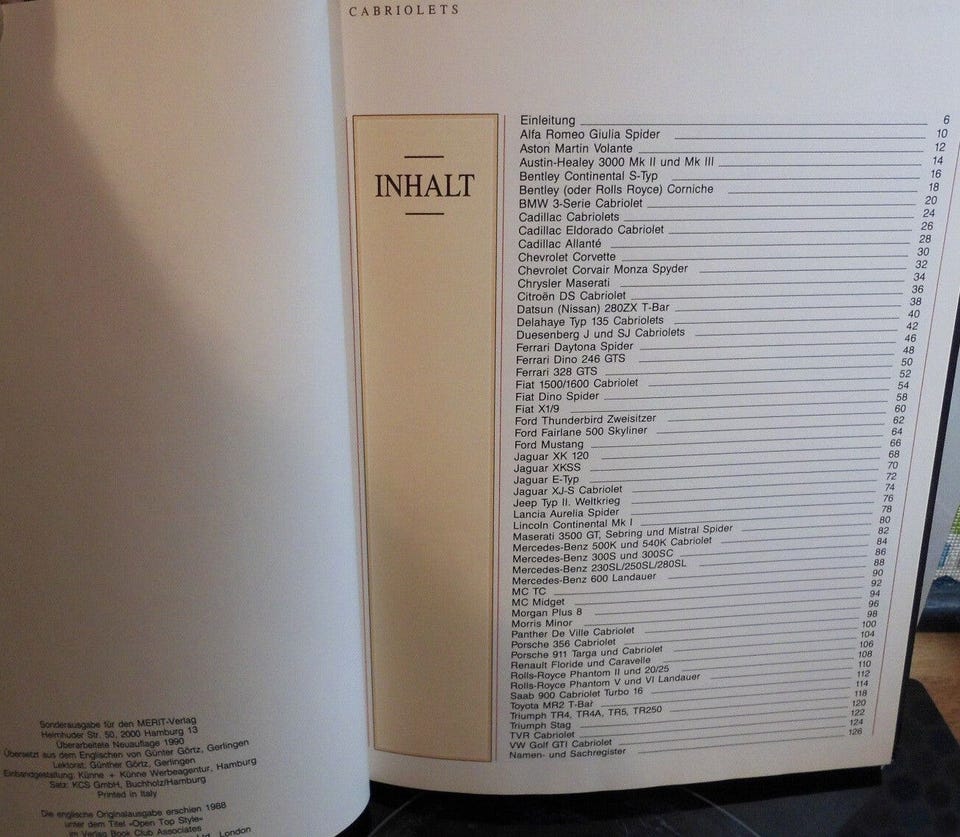 CABRIOLETS
INHALT
Einleitung 6
Alfa Romeo Giulia Spider 10
Aston Martin Volante 12
Austin-Healey 3000 Mk II und Mk III 14
Bentley Continental S-Typ 16
Bentley (oder Rolls Royce) Corniche 18
BMW 3-Serie Cabriolet 20
Cadillac Cabriolets 24
Cadillac Eldorado Cabriolet 26
Cadillac Allanté 28
Chevrolet Corvette 30
Chevrolet Corvair Monza Spyder 32
Chrysler Maserati 34
Citroën DS Cabriolet 36
Datsun (Nissan) 280ZX T-Bar 38
Delahaye Typ 135 Cabriolets 40
Duesenberg J und SJ Cabriolets 42
Ferrari Daytona Spider 46
Ferrari Dino 246 GTS 48
Ferrari 328 GTS 50
Fiat 1500/1600 Cabriolet 52
Fiat Dino Spider 54
Fiat X1/9 58
Ford Thunderbird Zweisitzer 60
Ford Fairlane 500 Skyliner 62
Ford Mustang 64
Jaguar XK 120 66
Jaguar XKSS 68
Jaguar E-Typ 70
Jaguar XJ-S Cabriolet 72
Jeep Typ II. Weltkrieg 74
Lancia Aurelia Spider 76
Lincoln Continental Mk I 78
Maserati 3500 GT, Sebring und Mistral Spider 80
Mercedes-Benz 500K und 540K Cabriolet 82
Mercedes-Benz 300S und 300SC 84
Mercedes-Benz 230SL/250SL/280SL 86
Mercedes-Benz 600 Landauer 88
MC TC 90
MC Midget 92
Morgan Plus 8 94
Morris Minor 96
Panther De Ville Cabriolet 98
Porsche 356 Cabriolet 100
Porsche 911 Targa und Cabriolet 104
Renault Floride und Caravelle 106
Rolls-Royce Phantom II und 20/25 108
Rolls-Royce Phantom V und VI Landauer 110
Saab 900 Cabriolet Turbo 16 112
Toyota MR2 T-Bar 114
Triumph TR4, TR4A, TR5, TR250 118
Triumph Stag 120
TVR Cabriolet 122
VW Golf GTI Cabriolet 124
Namen- und Sachregister 126
Sonderausgabe für den MERIT-Verlag
Heimhuder Str. 50, 2000 Hamburg 13
Überarbeitete Neuauflage 1990
Übersetzt aus dem Englischen von Günter Görtz, Gerlingen
Lektorat: Günther Görtz, Gerlingen
Einbandgestaltung: Künne + Künne Werbeagentur, Hamburg
Satz: KCS GmbH, Buchholz/Hamburg
Printed in Italy
Die englische Originalausgabe erschien 1988
unter dem Titel »Open Top Style«
im Verlag Book Club Associates
Ltd., London